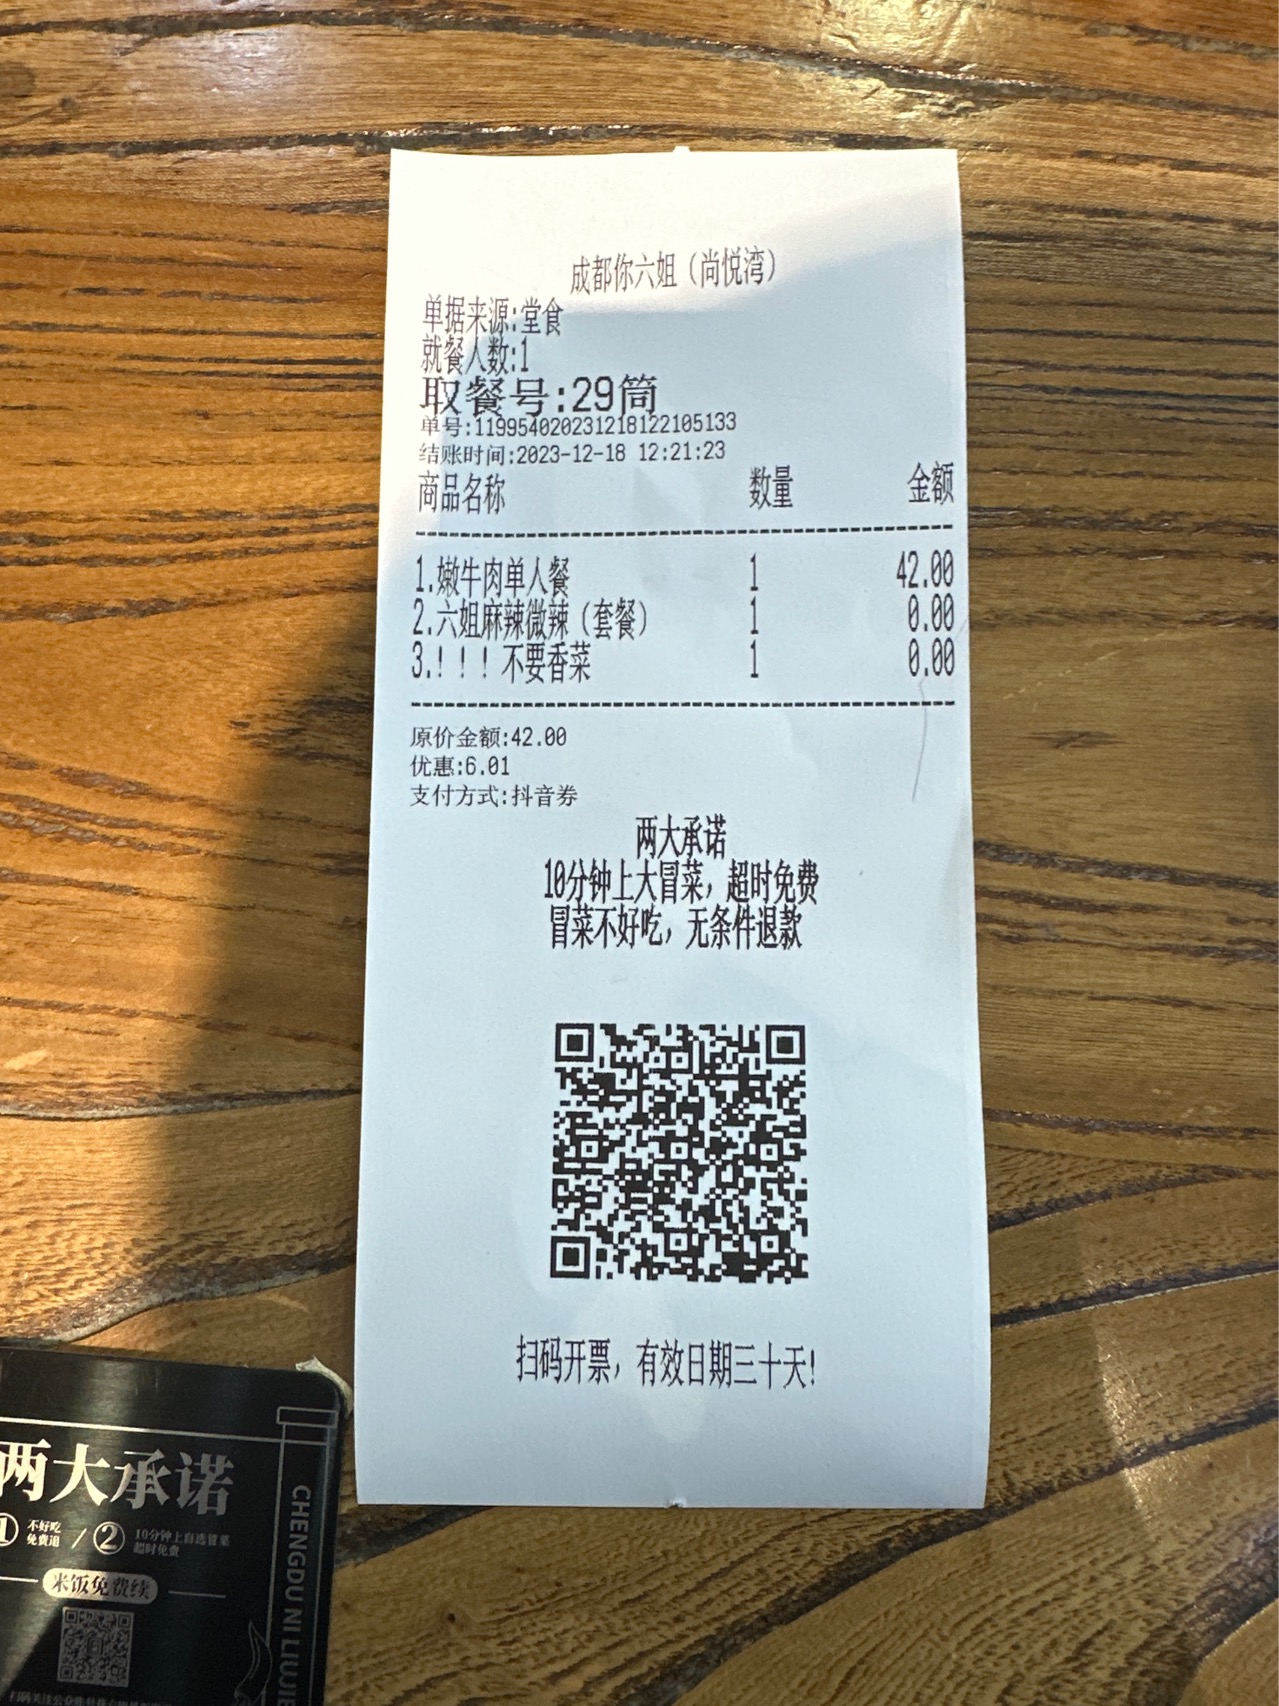 成都你六姐（尚悦湾）
单据来源:堂食
就餐人数:1
取餐号:29筒
单号:119954020231218122105133
结账时间:2023-12-18 12:21:23
商品名称 数量 金额
1.嫩牛肉单人餐 1 42.00
2.六姐麻辣微辣（套餐） 1 0.00
3.！！！不要香菜 1 0.00
原价金额:42.00
优惠:6.01
支付方式:抖音券
两大承诺
10分钟上大冒菜，超时免费
冒菜不好吃，无条件退款
扫码开票，有效日期三十天!
两大承诺
1 不好吃 免费退 / 2 10分钟上自选冒菜 超时免费
米饭免费续
CHENGDU NI LIUJIE